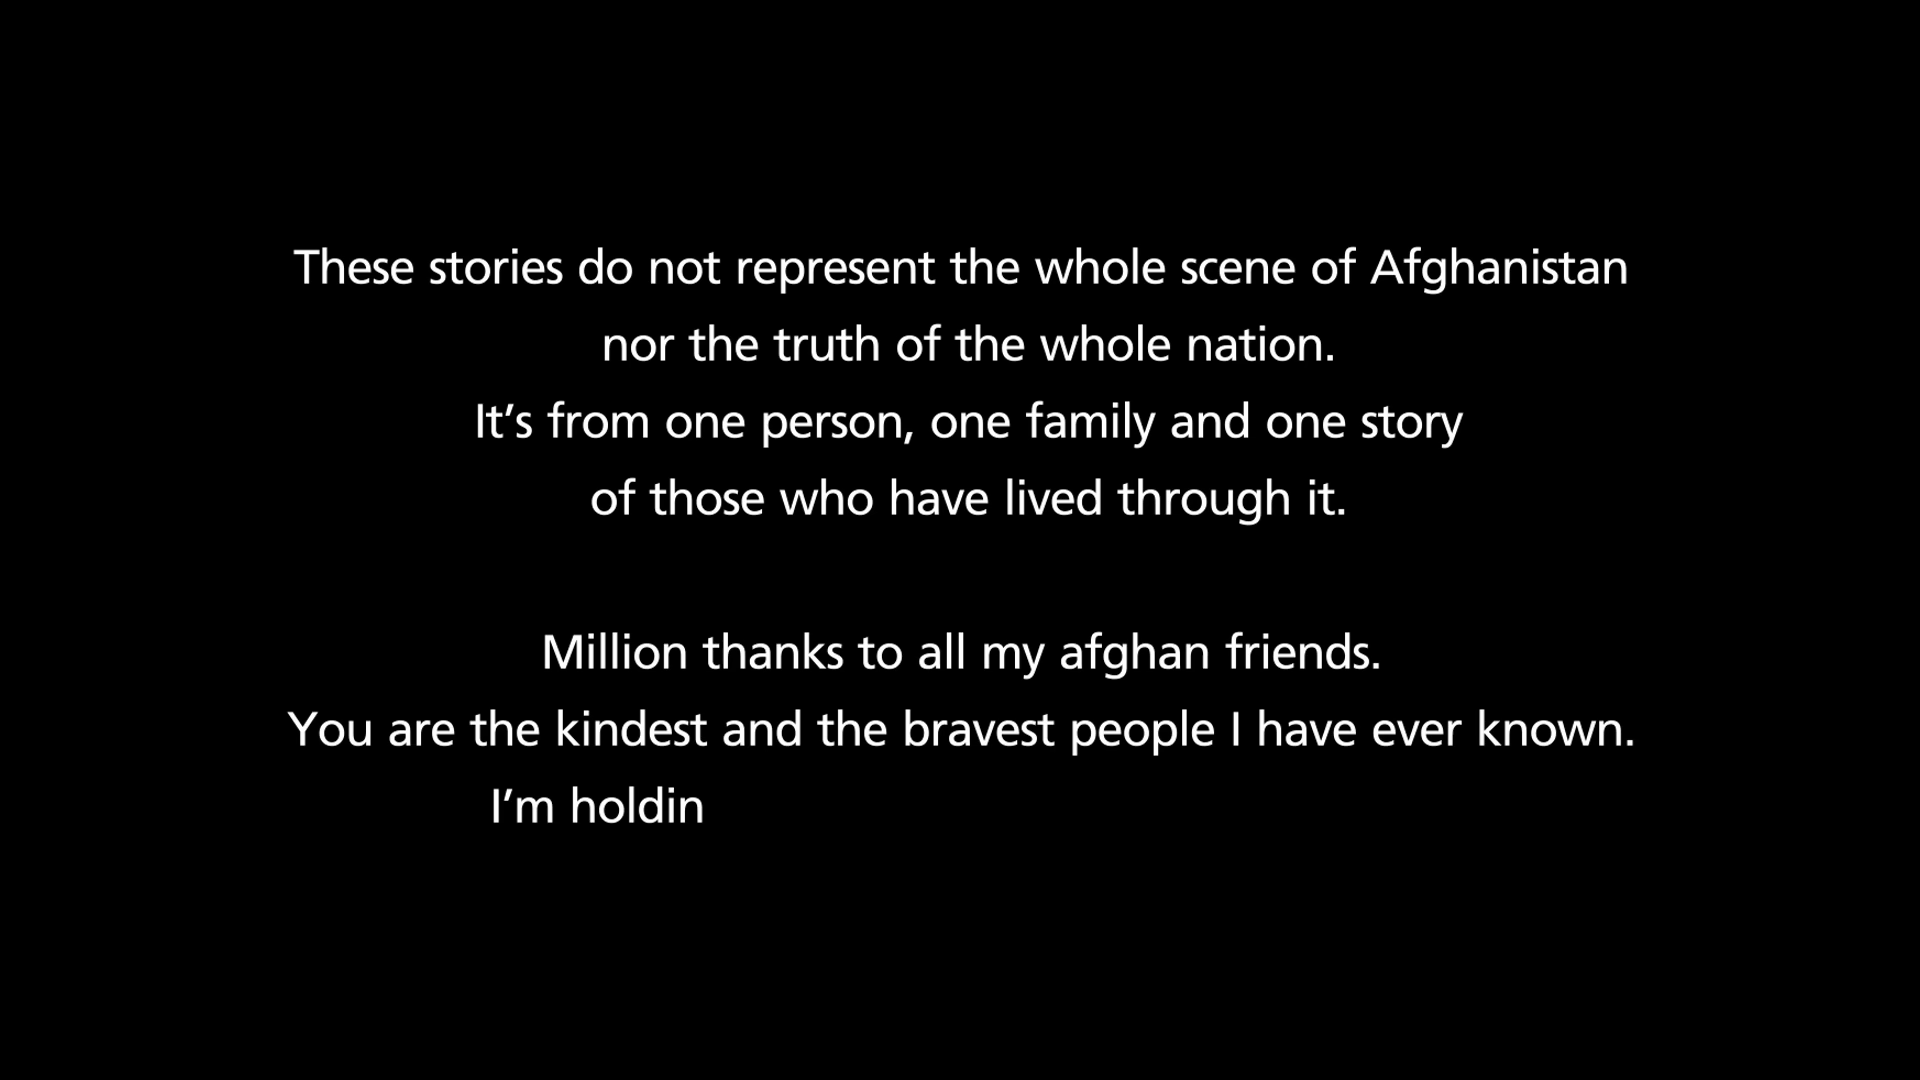 These stories do not represent the whole scene of Afghanistan
nor the truth of the whole nation.
It’s from one person, one family and one story
of those who have lived through it.
Million thanks to all my afghan friends.
You are the kindest and the bravest people I have ever known.
I’m holdin